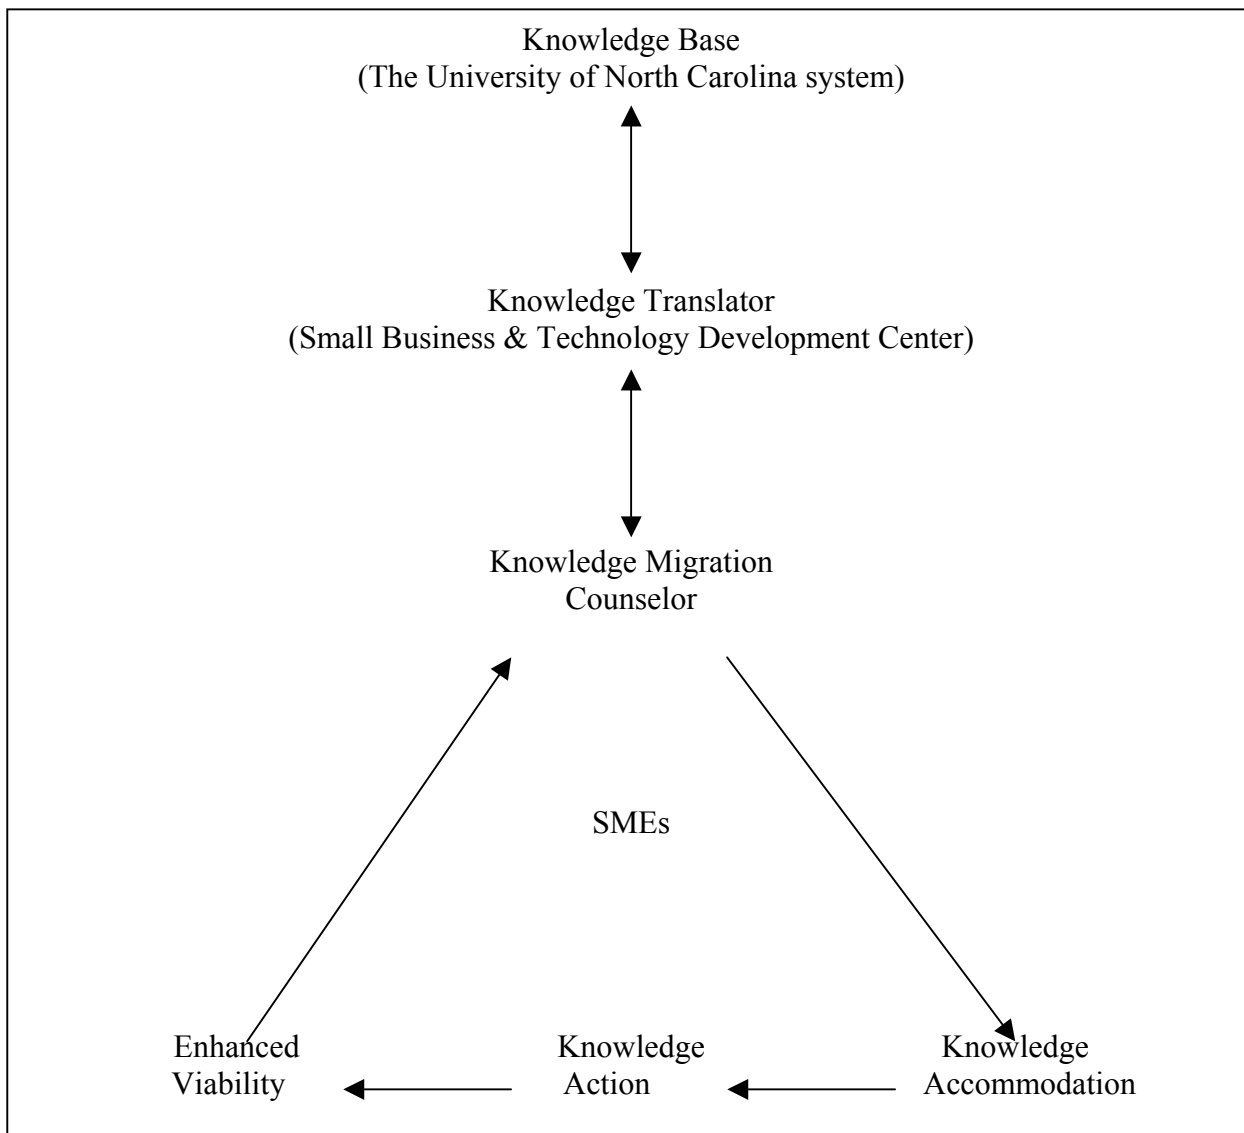 Knowledge Base
(The University of North Carolina system)
Knowledge Translator
(Small Business & Technology Development Center)
Knowledge Migration
Counselor
SMEs
Enhanced
Viability
Knowledge
Action
Knowledge
Accommodation